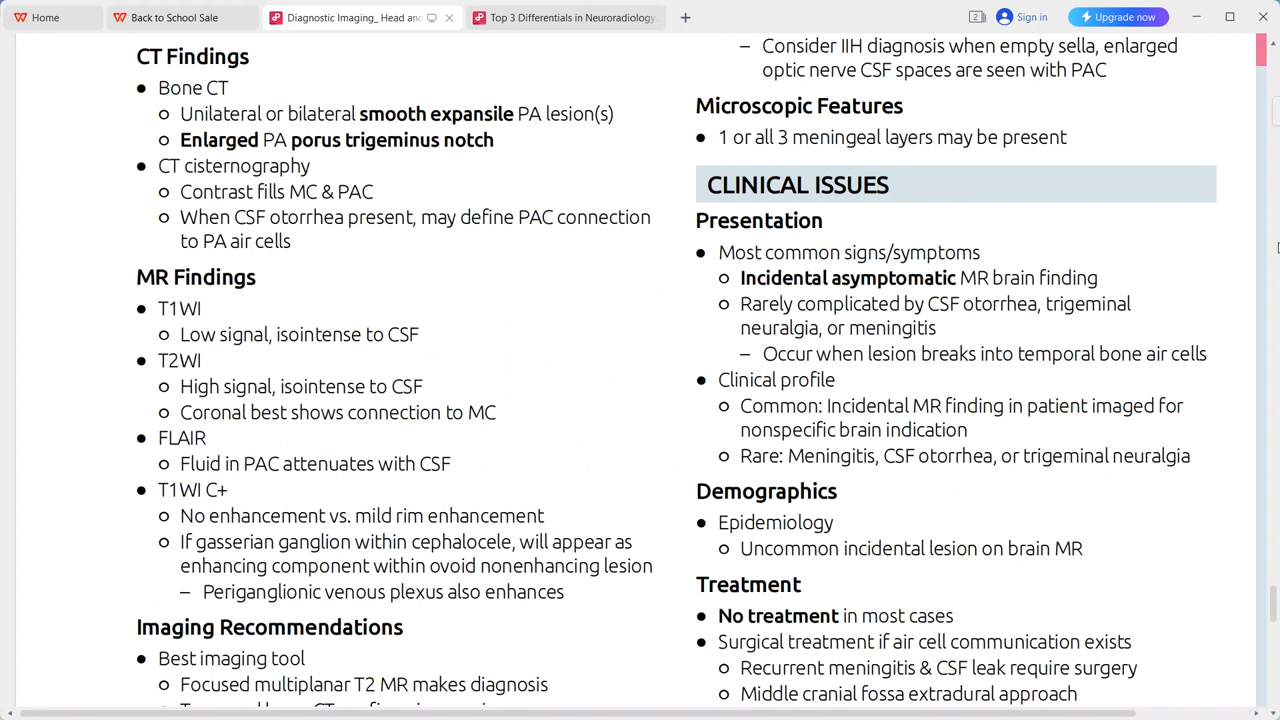 Home
Back to School Sale
Diagnostic Imaging_ Head and
Top 3 Differentials in Neuroradiology.
2
Sign in
Upgrade now
CT Findings
● Bone CT
○ Unilateral or bilateral smooth expansile PA lesion(s)
○ Enlarged PA porus trigeminus notch
● CT cisternography
○ Contrast fills MC & PAC
○ When CSF otorrhea present, may define PAC connection
to PA air cells
MR Findings
● T1WI
○ Low signal, isointense to CSF
● T2WI
○ High signal, isointense to CSF
○ Coronal best shows connection to MC
● FLAIR
○ Fluid in PAC attenuates with CSF
● T1WI C+
○ No enhancement vs. mild rim enhancement
○ If gasserian ganglion within cephalocele, will appear as
enhancing component within ovoid nonenhancing lesion
– Periganglionic venous plexus also enhances
Imaging Recommendations
● Best imaging tool
○ Focused multiplanar T2 MR makes diagnosis
– Consider IIH diagnosis when empty sella, enlarged
optic nerve CSF spaces are seen with PAC
Microscopic Features
● 1 or all 3 meningeal layers may be present
CLINICAL ISSUES
Presentation
● Most common signs/symptoms
○ Incidental asymptomatic MR brain finding
○ Rarely complicated by CSF otorrhea, trigeminal
neuralgia, or meningitis
– Occur when lesion breaks into temporal bone air cells
● Clinical profile
○ Common: Incidental MR finding in patient imaged for
nonspecific brain indication
○ Rare: Meningitis, CSF otorrhea, or trigeminal neuralgia
Demographics
● Epidemiology
○ Uncommon incidental lesion on brain MR
Treatment
● No treatment in most cases
● Surgical treatment if air cell communication exists
○ Recurrent meningitis & CSF leak require surgery
○ Middle cranial fossa extradural approach